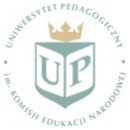 UNIWERSYTET PEDAGOGICZNY
im. KOMISJI EDUKACJI NARODOWEJ
UP